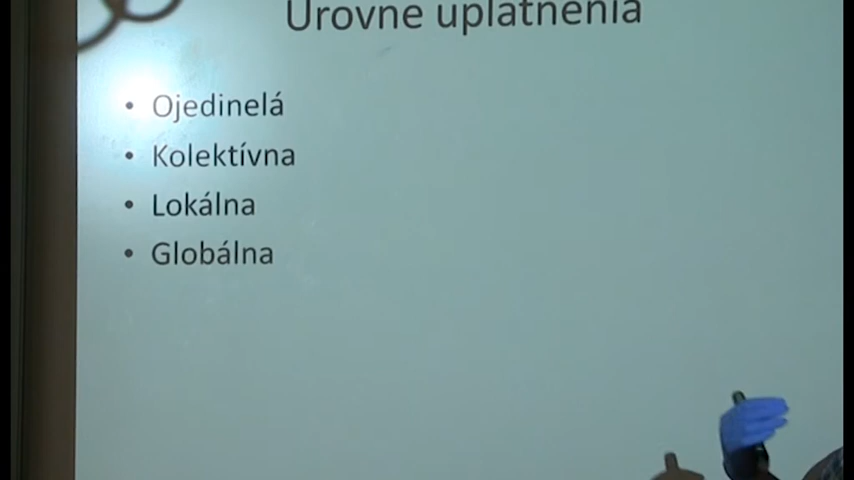 Úrovne uplatnenia
Ojedinelá
Kolektívna
Lokálna
Globálna